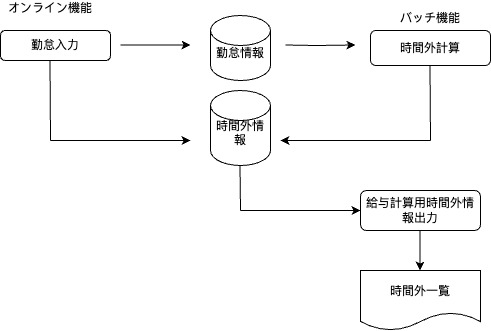 オンライン機能
バッチ機能
勤怠入力
勤怠情報
時間外計算
時間外情
報
給与計算用時間外情
報出力
時間外一覧